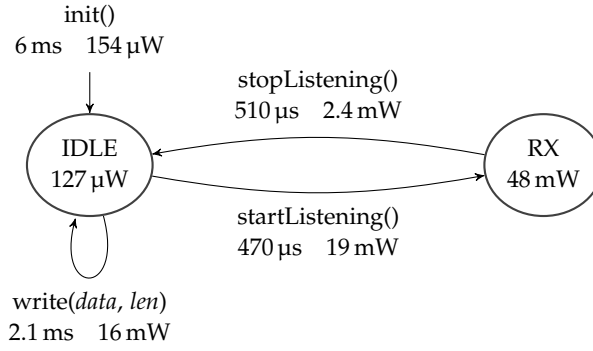 init()
6 ms 154 µW
stopListening()
510 µs 2.4 mW
IDLE
127 µW
RX
48 mW
startListening()
470 µs 19 mW
write(data, len)
2.1 ms 16 mW